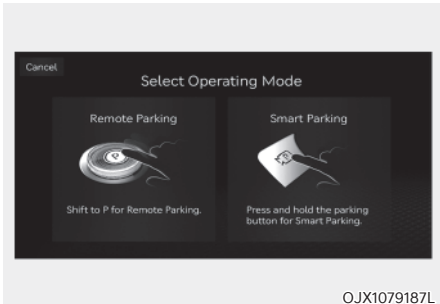 Cancel
Select Operating Mode
Remote Parking
P
Shift to P for Remote Parking.
Smart Parking
P
Press and hold the parking
button for Smart Parking.
OJX1079187L